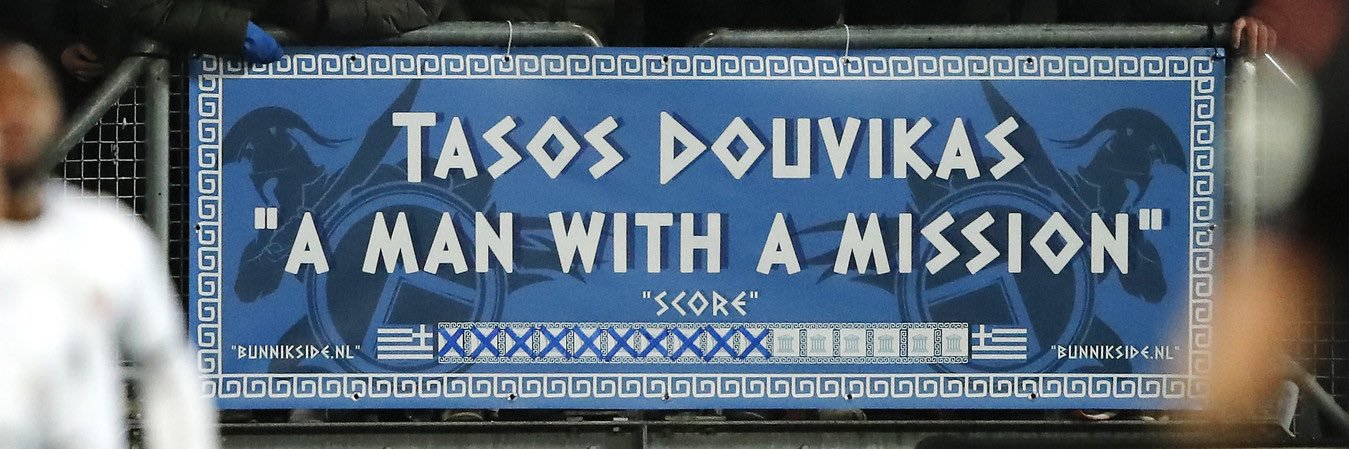 TASOS DOUVIKAS
"A MAN WITH A MISSION"
"SCORE"
"BUNNIKSIDE.NL" "BUNNIKSIDE.NL"